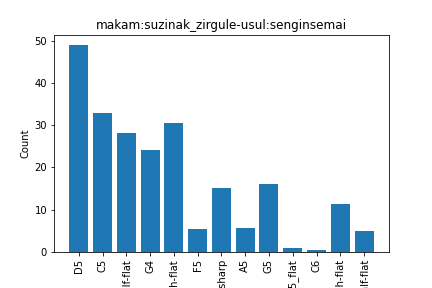 makam:suzinak_zirgule-usul:senginsemai
50
40
30
20
10
0
Count
D5
C5
lf-flat
G4
h-flat
F5
sharp
A5
G5
5_flat
C6
h-flat
lf-flat